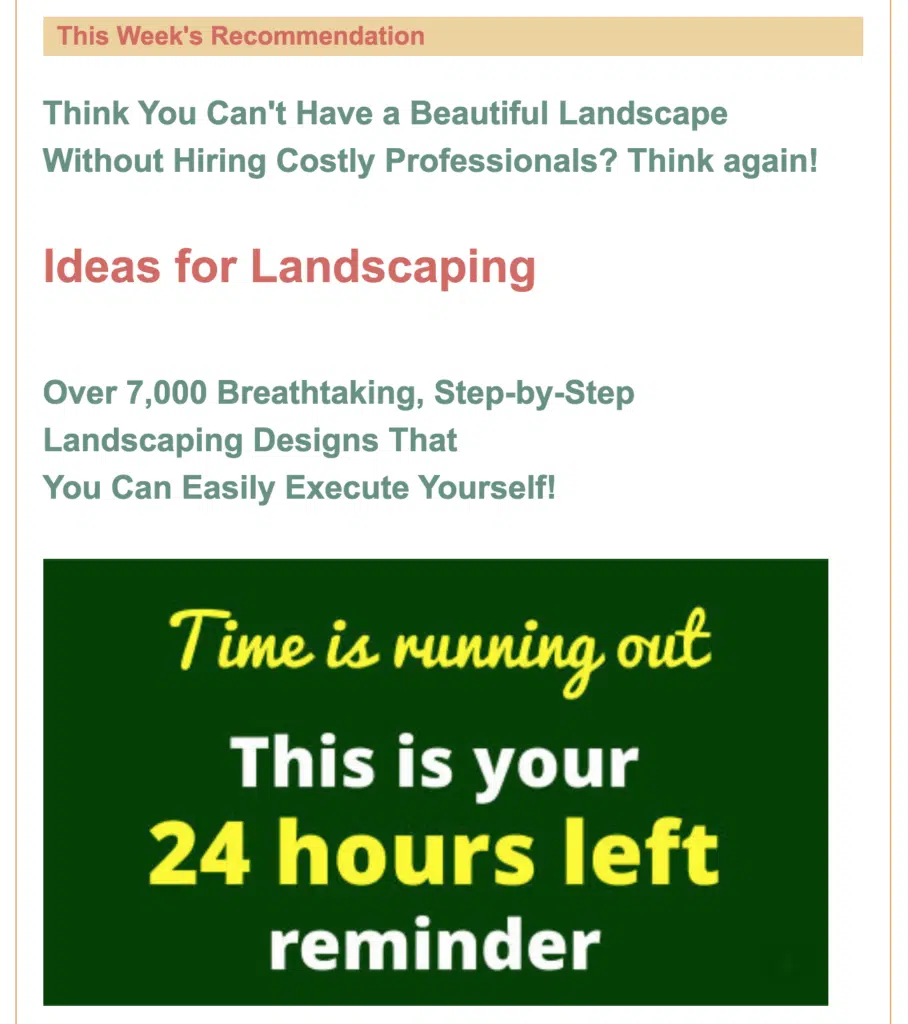 This Week's Recommendation
Think You Can't Have a Beautiful Landscape
Without Hiring Costly Professionals? Think again!
Ideas for Landscaping
Over 7,000 Breathtaking, Step-by-Step
Landscaping Designs That
You Can Easily Execute Yourself!
Time is running out
This is your
24 hours left
reminder